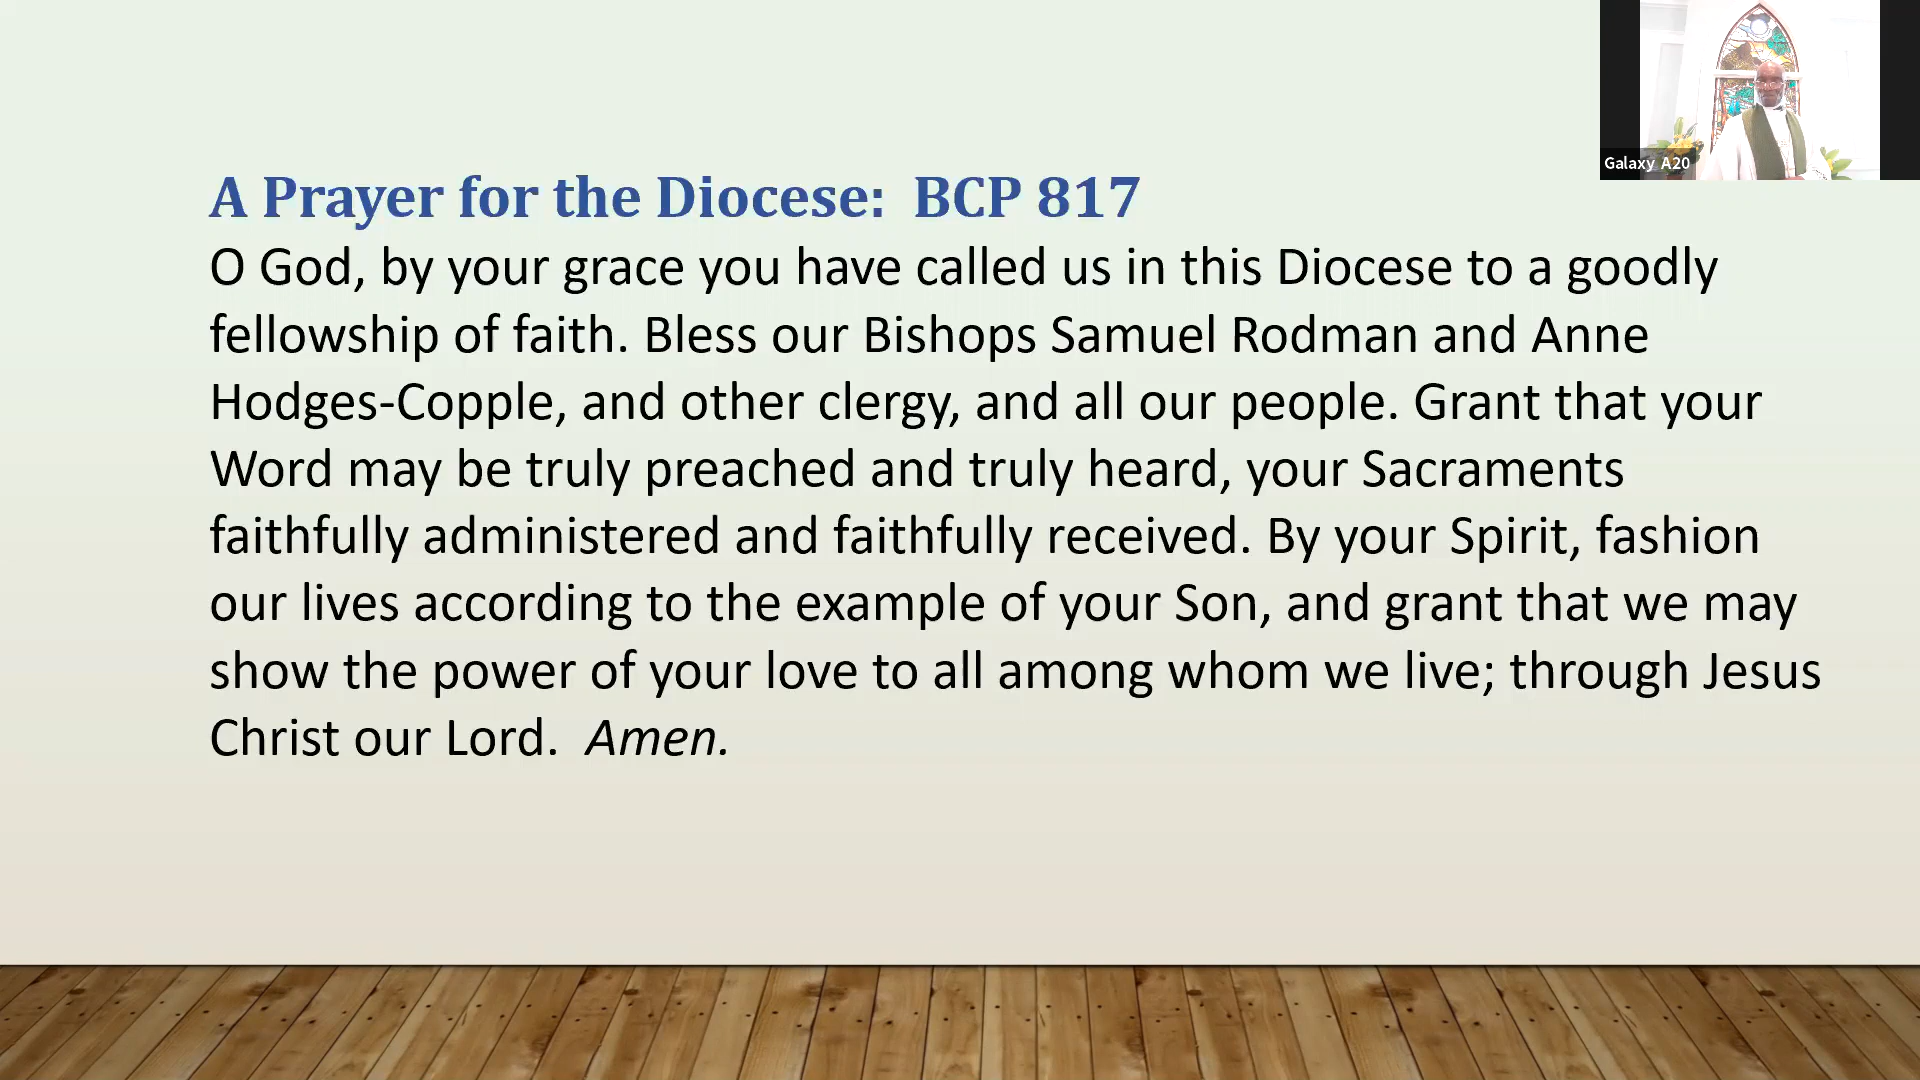 A Prayer for the Diocese:  BCP 817
O God, by your grace you have called us in this Diocese to a goodly
fellowship of faith. Bless our Bishops Samuel Rodman and Anne
Hodges-Copple, and other clergy, and all our people. Grant that your
Word may be truly preached and truly heard, your Sacraments
faithfully administered and faithfully received. By your Spirit, fashion
our lives according to the example of your Son, and grant that we may
show the power of your love to all among whom we live; through Jesus
Christ our Lord.  Amen.
Galaxy A20